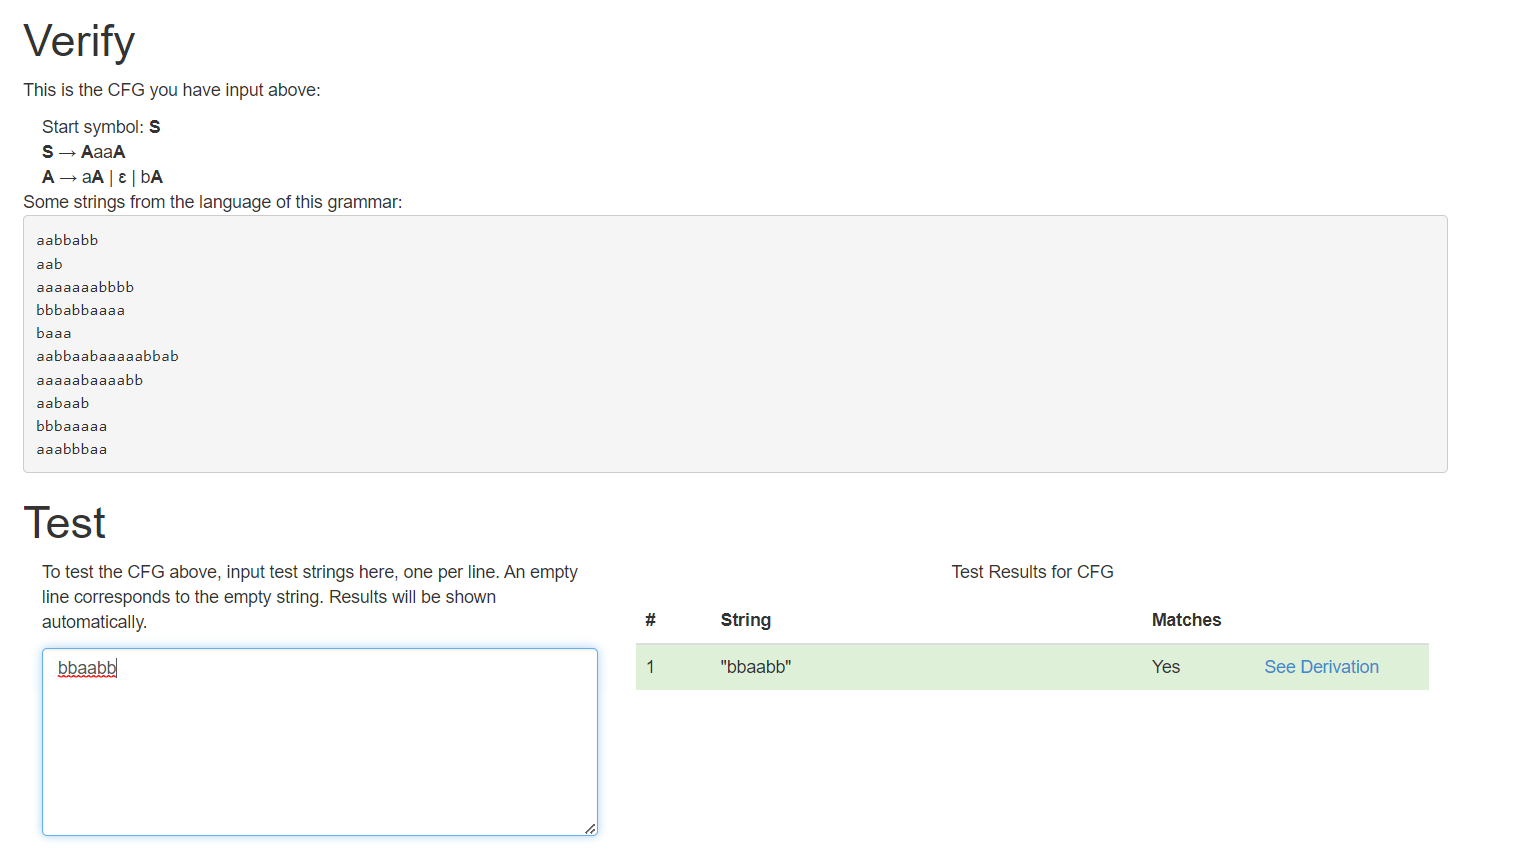 Verify
This is the CFG you have input above:
Start symbol: S
S → AaaA
A → aA | ε | bA
Some strings from the language of this grammar:
aabbabb
aab
aaaaaaabbbb
bbbabbaaaa
baaa
aabbaabaaaaabbab
aaaaabaaaabb
aabaab
bbbaaaaa
aaabbbaa
Test
To test the CFG above, input test strings here, one per line. An empty
line corresponds to the empty string. Results will be shown
automatically.
bbaabb
Test Results for CFG
# String Matches
1 "bbaabb" Yes See Derivation